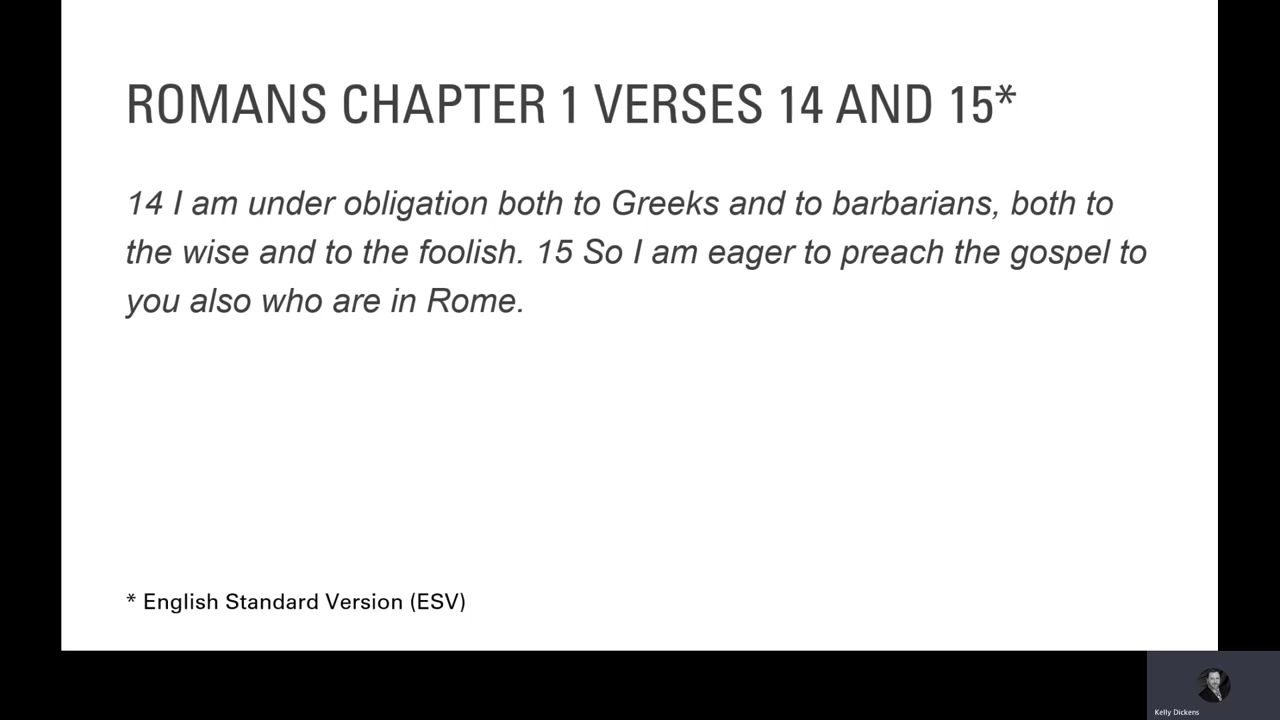 ROMANS CHAPTER 1 VERSES 14 AND 15*
14 I am under obligation both to Greeks and to barbarians, both to
the wise and to the foolish. 15 So I am eager to preach the gospel to
you also who are in Rome.
* English Standard Version (ESV)
Kelly Dickens